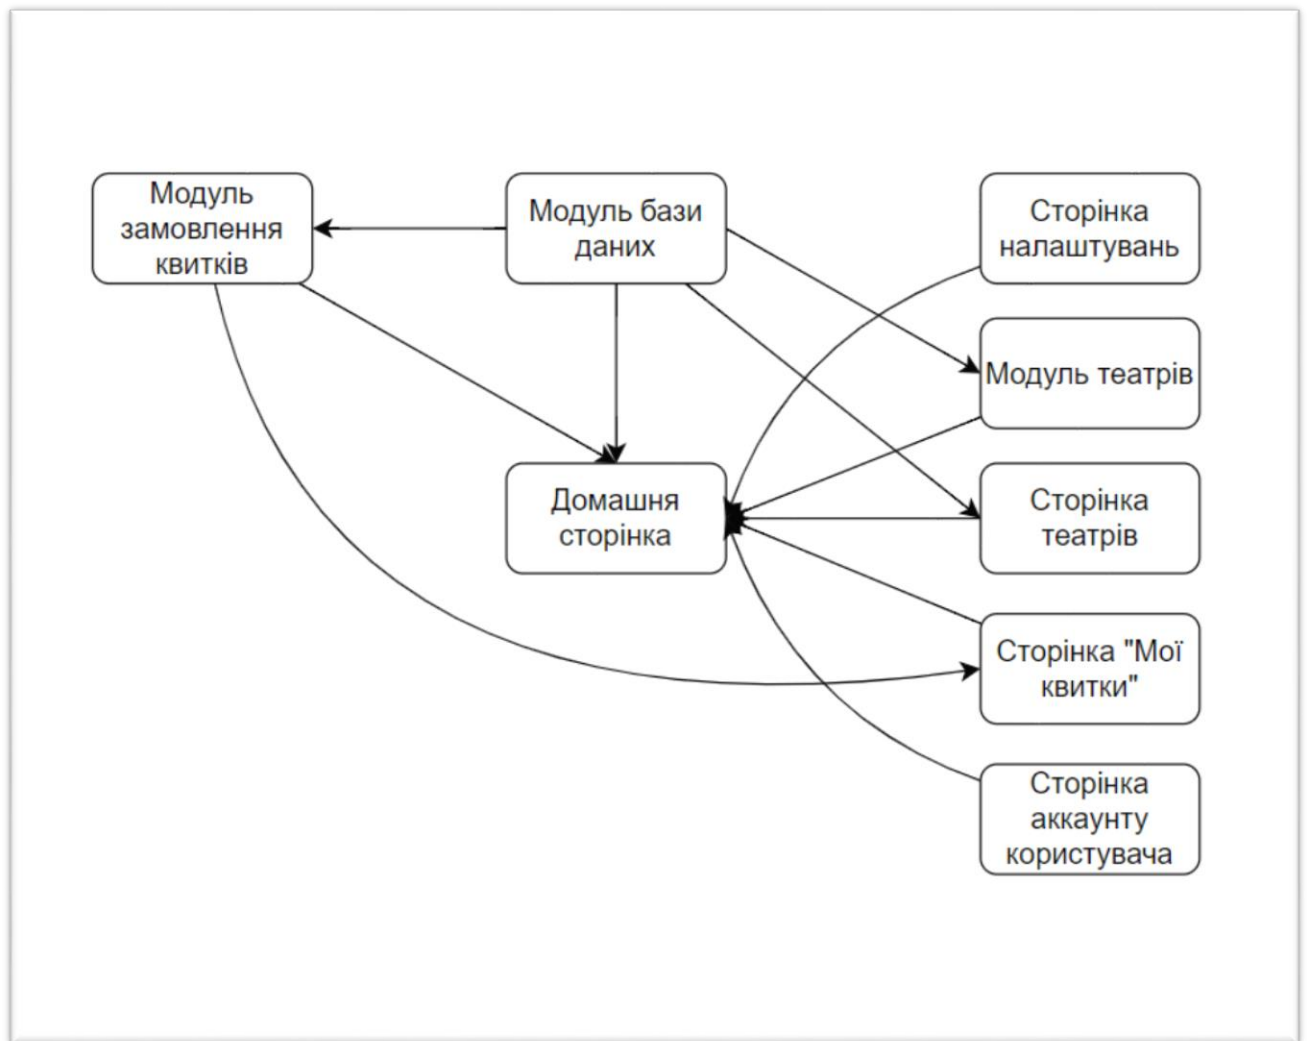 Модуль
замовлення
квитків
Модуль бази
даних
Сторінка
налаштувань
Модуль театрів
Домашня
сторінка
Сторінка
театрів
Сторінка "Мої
квитки"
Сторінка
аккаунту
користувача